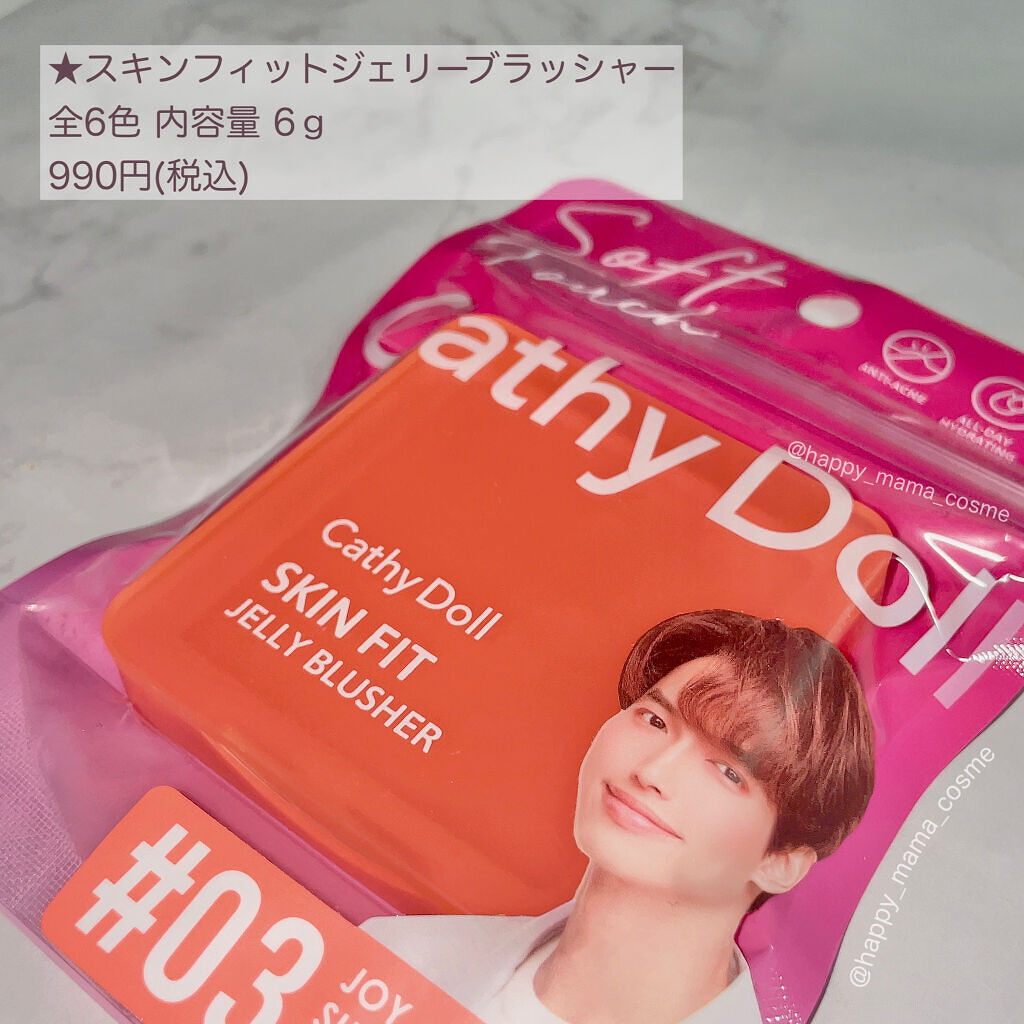 ★スキンフィットジェリーブラッシャー
全6色 内容量 6g
990円(税込)
Soft
Touch
ANTI-ACNE
ALL-DAY
HYDRATING
Cathy Doll
@happy_mama_cosme
Cathy Doll
SKIN FIT
JELLY BLUSHER
@happy_mama_cosme
#03
JOY